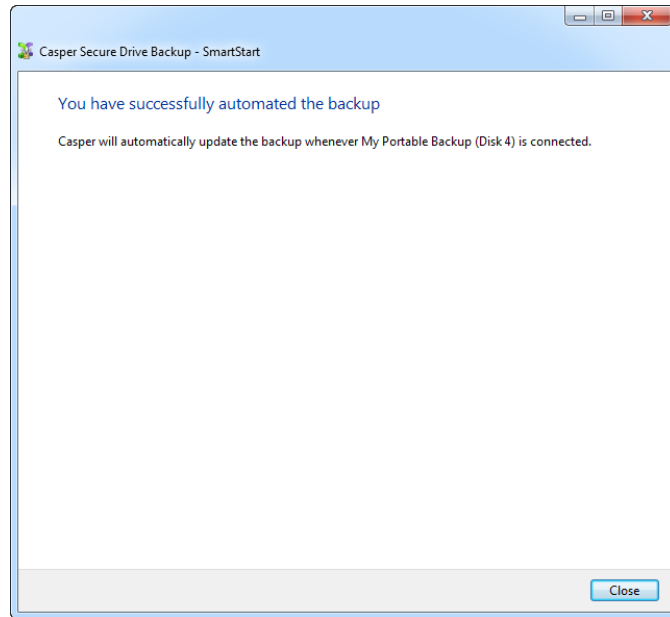 Casper Secure Drive Backup - SmartStart
You have successfully automated the backup
Casper will automatically update the backup whenever My Portable Backup (Disk 4) is connected.
Close